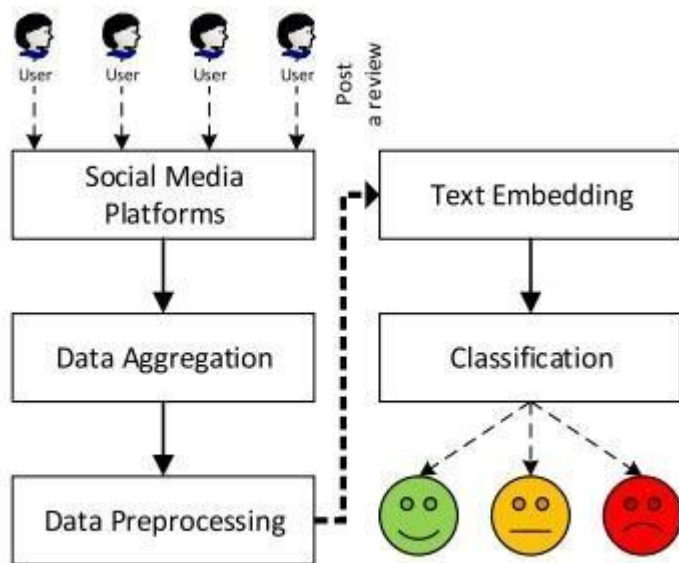 User
User
User
User
Post
a review
Social Media
Platforms
Data Aggregation
Data Preprocessing
Text Embedding
Classification